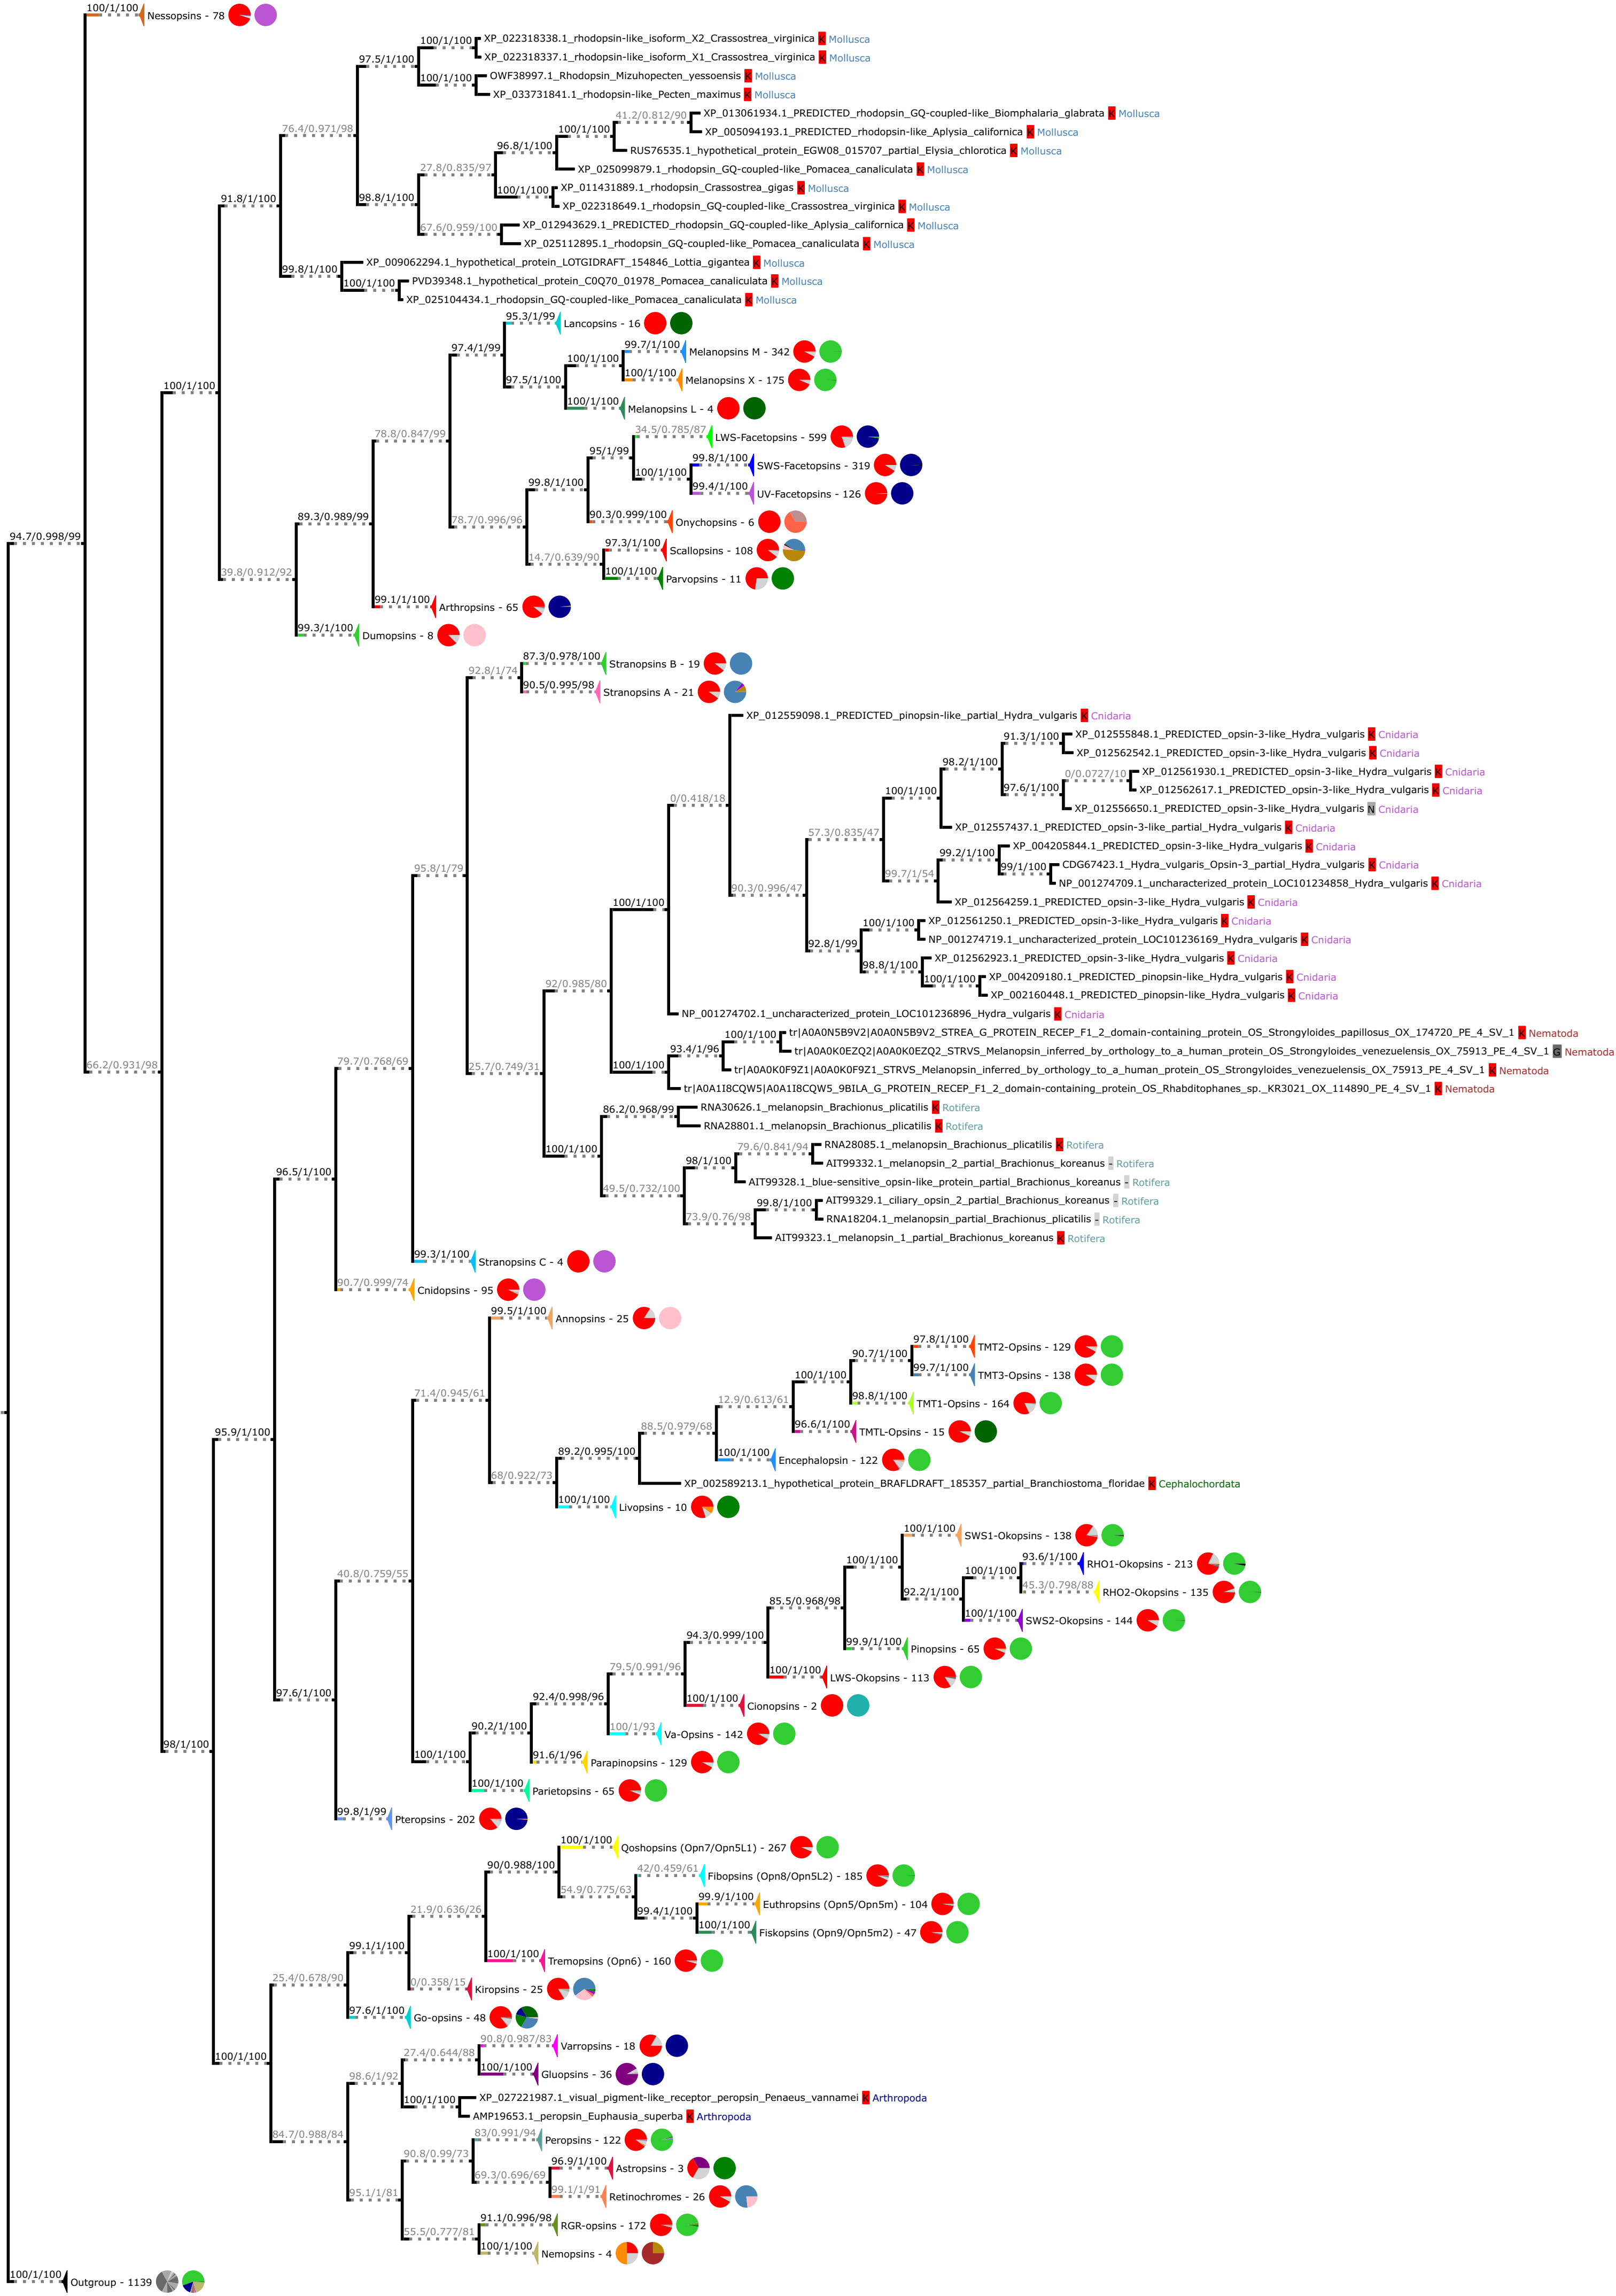 100/1/100 Nessopsins - 78
100/1/100 XP_022318338.1_rhodopsin-like_isoform_X2_Crassostrea_virginica K Mollusca
97.5/1/100 XP_022318337.1_rhodopsin-like_isoform_X1_Crassostrea_virginica K Mollusca
100/1/100 OWF38997.1_Rhodopsin_Mizuhopecten_yessoensis K Mollusca
XP_033731841.1_rhodopsin-like_Pecten_maximus K Mollusca
41.2/0.812/90 XP_013061934.1_PREDICTED_rhodopsin_GQ-coupled-like_Biomphalaria_glabrata K Mollusca
76.4/0.971/98 100/1/100 XP_005094193.1_PREDICTED_rhodopsin-like_Aplysia_californica K Mollusca
96.8/1/100 RUS76535.1_hypothetical_protein_EGW08_015707_partial_Elysia_chlorotica K Mollusca
27.8/0.835/97 XP_025099879.1_rhodopsin_GQ-coupled-like_Pomacea_canaliculata K Mollusca
100/1/100 XP_011431889.1_rhodopsin_Crassostrea_gigas K Mollusca
91.8/1/100 98.8/1/100 XP_022318649.1_rhodopsin_GQ-coupled-like_Crassostrea_virginica K Mollusca
67.6/0.959/100 XP_012943629.1_PREDICTED_rhodopsin_GQ-coupled-like_Aplysia_californica K Mollusca
XP_025112895.1_rhodopsin_GQ-coupled-like_Pomacea_canaliculata K Mollusca
99.8/1/100 XP_009062294.1_hypothetical_protein_LOTGIDRAFT_154846_Lottia_gigantea K Mollusca
100/1/100 PVD39348.1_hypothetical_protein_C0Q70_01978_Pomacea_canaliculata K Mollusca
XP_025104434.1_rhodopsin_GQ-coupled-like_Pomacea_canaliculata K Mollusca
95.3/1/99 Lancopsins - 16
97.4/1/99
99.7/1/100 Melanopsins M - 342
100/1/100
97.5/1/100 100/1/100 Melanopsins X - 175
100/1/100
100/1/100 Melanopsins L - 4
78.8/0.847/99 34.5/0.785/87 LWS-Facetopsins - 599
95/1/99
99.8/1/100 SWS-Facetopsins - 319
100/1/100
99.8/1/100 99.4/1/100 UV-Facetopsins - 126
89.3/0.989/99 78.7/0.996/96 90.3/0.999/100 Onychopsins - 6
94.7/0.998/99
97.3/1/100 Scallopsins - 108
14.7/0.639/90
39.8/0.912/92 100/1/100 Parvopsins - 11
99.1/1/100 Arthropsins - 65
99.3/1/100 Dumopsins - 8
87.3/0.978/100 Stranopsins B - 19
92.8/1/74
90.5/0.995/98 Stranopsins A - 21
XP_012559098.1_PREDICTED_pinopsin-like_partial_Hydra_vulgaris K Cnidaria
91.3/1/100 XP_012555848.1_PREDICTED_opsin-3-like_Hydra_vulgaris K Cnidaria
98.2/1/100 XP_012562542.1_PREDICTED_opsin-3-like_Hydra_vulgaris K Cnidaria
0/0.0727/10 XP_012561930.1_PREDICTED_opsin-3-like_Hydra_vulgaris K Cnidaria
97.6/1/100 XP_012562617.1_PREDICTED_opsin-3-like_Hydra_vulgaris K Cnidaria
0/0.418/18 100/1/100 XP_012556650.1_PREDICTED_opsin-3-like_Hydra_vulgaris N Cnidaria
57.3/0.835/47 XP_012557437.1_PREDICTED_opsin-3-like_partial_Hydra_vulgaris K Cnidaria
99.2/1/100 XP_004205844.1_PREDICTED_opsin-3-like_Hydra_vulgaris K Cnidaria
95.8/1/79 99/1/100 CDG67423.1_Hydra_vulgaris_Opsin-3_partial_Hydra_vulgaris K Cnidaria
90.3/0.996/47 99.7/1/54 NP_001274709.1_uncharacterized_protein_LOC101234858_Hydra_vulgaris K Cnidaria
100/1/100 XP_012564259.1_PREDICTED_opsin-3-like_Hydra_vulgaris K Cnidaria
100/1/100 XP_012561250.1_PREDICTED_opsin-3-like_Hydra_vulgaris K Cnidaria
92.8/1/99 NP_001274719.1_uncharacterized_protein_LOC101236169_Hydra_vulgaris K Cnidaria
98.8/1/100 XP_012562923.1_PREDICTED_opsin-3-like_Hydra_vulgaris K Cnidaria
92/0.985/80 100/1/100 XP_004209180.1_PREDICTED_pinopsin-like_Hydra_vulgaris K Cnidaria
XP_002160448.1_PREDICTED_pinopsin-like_Hydra_vulgaris K Cnidaria
NP_001274702.1_uncharacterized_protein_LOC101236896_Hydra_vulgaris K Cnidaria
100/1/100 tr|A0A0N5B9V2|A0A0N5B9V2_STREA_G_PROTEIN_RECEP_F1_2_domain-containing_protein_OS_Strongyloides_papillosus_OX_174720_PE_4_SV_1 K Nematoda
93.4/1/96 tr|A0A0K0EZQ2|A0A0K0EZQ2_STRVS_Melanopsin_inferred_by_orthology_to_a_human_protein_OS_Strongyloides_venezuelensis_OX_75913_PE_4_SV_1 G Nematoda
66.2/0.931/98 79.7/0.768/69 25.7/0.749/31 100/1/100 tr|A0A0K0F9Z1|A0A0K0F9Z1_STRVS_Melanopsin_inferred_by_orthology_to_a_human_protein_OS_Strongyloides_venezuelensis_OX_75913_PE_4_SV_1 K Nematoda
tr|A0A1I8CQW5|A0A1I8CQW5_9BILA_G_PROTEIN_RECEP_F1_2_domain-containing_protein_OS_Rhabditophanes_sp._KR3021_OX_114890_PE_4_SV_1 K Nematoda
86.2/0.968/99 RNA30626.1_melanopsin_Brachionus_plicatilis K Rotifera
RNA28801.1_melanopsin_Brachionus_plicatilis K Rotifera
100/1/100 79.6/0.841/94 RNA28085.1_melanopsin_Brachionus_plicatilis K Rotifera
98/1/100 AIT99332.1_melanopsin_2_partial_Brachionus_koreanus - Rotifera
96.5/1/100 49.5/0.732/100 AIT99328.1_blue-sensitive_opsin-like_protein_partial_Brachionus_koreanus - Rotifera
99.8/1/100 AIT99329.1_ciliary_opsin_2_partial_Brachionus_koreanus - Rotifera
73.9/0.76/98 RNA18204.1_melanopsin_partial_Brachionus_plicatilis - Rotifera
AIT99323.1_melanopsin_1_partial_Brachionus_koreanus K Rotifera
99.3/1/100 Stranopsins C - 4
90.7/0.999/74 Cnidopsins - 95
99.5/1/100 Annopsins - 25
97.8/1/100 TMT2-Opsins - 129
90.7/1/100
100/1/100 99.7/1/100 TMT3-Opsins - 138
71.4/0.945/61 12.9/0.613/61 98.8/1/100 TMT1-Opsins - 164
88.5/0.979/68 96.6/1/100 TMTL-Opsins - 15
95.9/1/100 89.2/0.995/100 100/1/100 Encephalopsin - 122
68/0.922/73 XP_002589213.1_hypothetical_protein_BRAFLDRAFT_185357_partial_Branchiostoma_floridae K Cephalochordata
100/1/100 Livopsins - 10
100/1/100 SWS1-Okopsins - 138
100/1/100 93.6/1/100 RHO1-Okopsins - 213
100/1/100
40.8/0.759/55 92.2/1/100 45.3/0.798/88 RHO2-Okopsins - 135
85.5/0.968/98 100/1/100 SWS2-Okopsins - 144
94.3/0.999/100 99.9/1/100 Pinopsins - 65
79.5/0.991/96 100/1/100 LWS-Okopsins - 113
97.6/1/100 92.4/0.998/96 100/1/100 Cionopsins - 2
90.2/1/100 100/1/93 Va-Opsins - 142
98/1/100 100/1/100 91.6/1/96 Parapinopsins - 129
100/1/100 Parietopsins - 65
99.8/1/99 Pteropsins - 202
100/1/100 Qoshopsins (Opn7/Opn5L1) - 267
90/0.988/100 42/0.459/61 Fibopsins (Opn8/Opn5L2) - 185
54.9/0.775/63
99.9/1/100 Euthropsins (Opn5/Opn5m) - 104
21.9/0.636/26 99.4/1/100
100/1/100 Fiskopsins (Opn9/Opn5m2) - 47
99.1/1/100 100/1/100 Tremopsins (Opn6) - 160
25.4/0.678/90 0/0.358/15 Kiropsins - 25
97.6/1/100 Go-opsins - 48
90.8/0.987/83 Varropsins - 18
27.4/0.644/88
100/1/100 100/1/100 Gluopsins - 36
98.6/1/92 XP_027221987.1_visual_pigment-like_receptor_peropsin_Penaeus_vannamei K Arthropoda
100/1/100 AMP19653.1_peropsin_Euphausia_superba K Arthropoda
84.7/0.988/84 83/0.991/94 Peropsins - 122
90.8/0.99/73
96.9/1/100 Astropsins - 3
69.3/0.696/69
95.1/1/81 99.1/1/91 Retinochromes - 26
91.1/0.996/98 RGR-opsins - 172
55.5/0.777/81
100/1/100 Nemopsins - 4
100/1/100 Outgroup - 1139